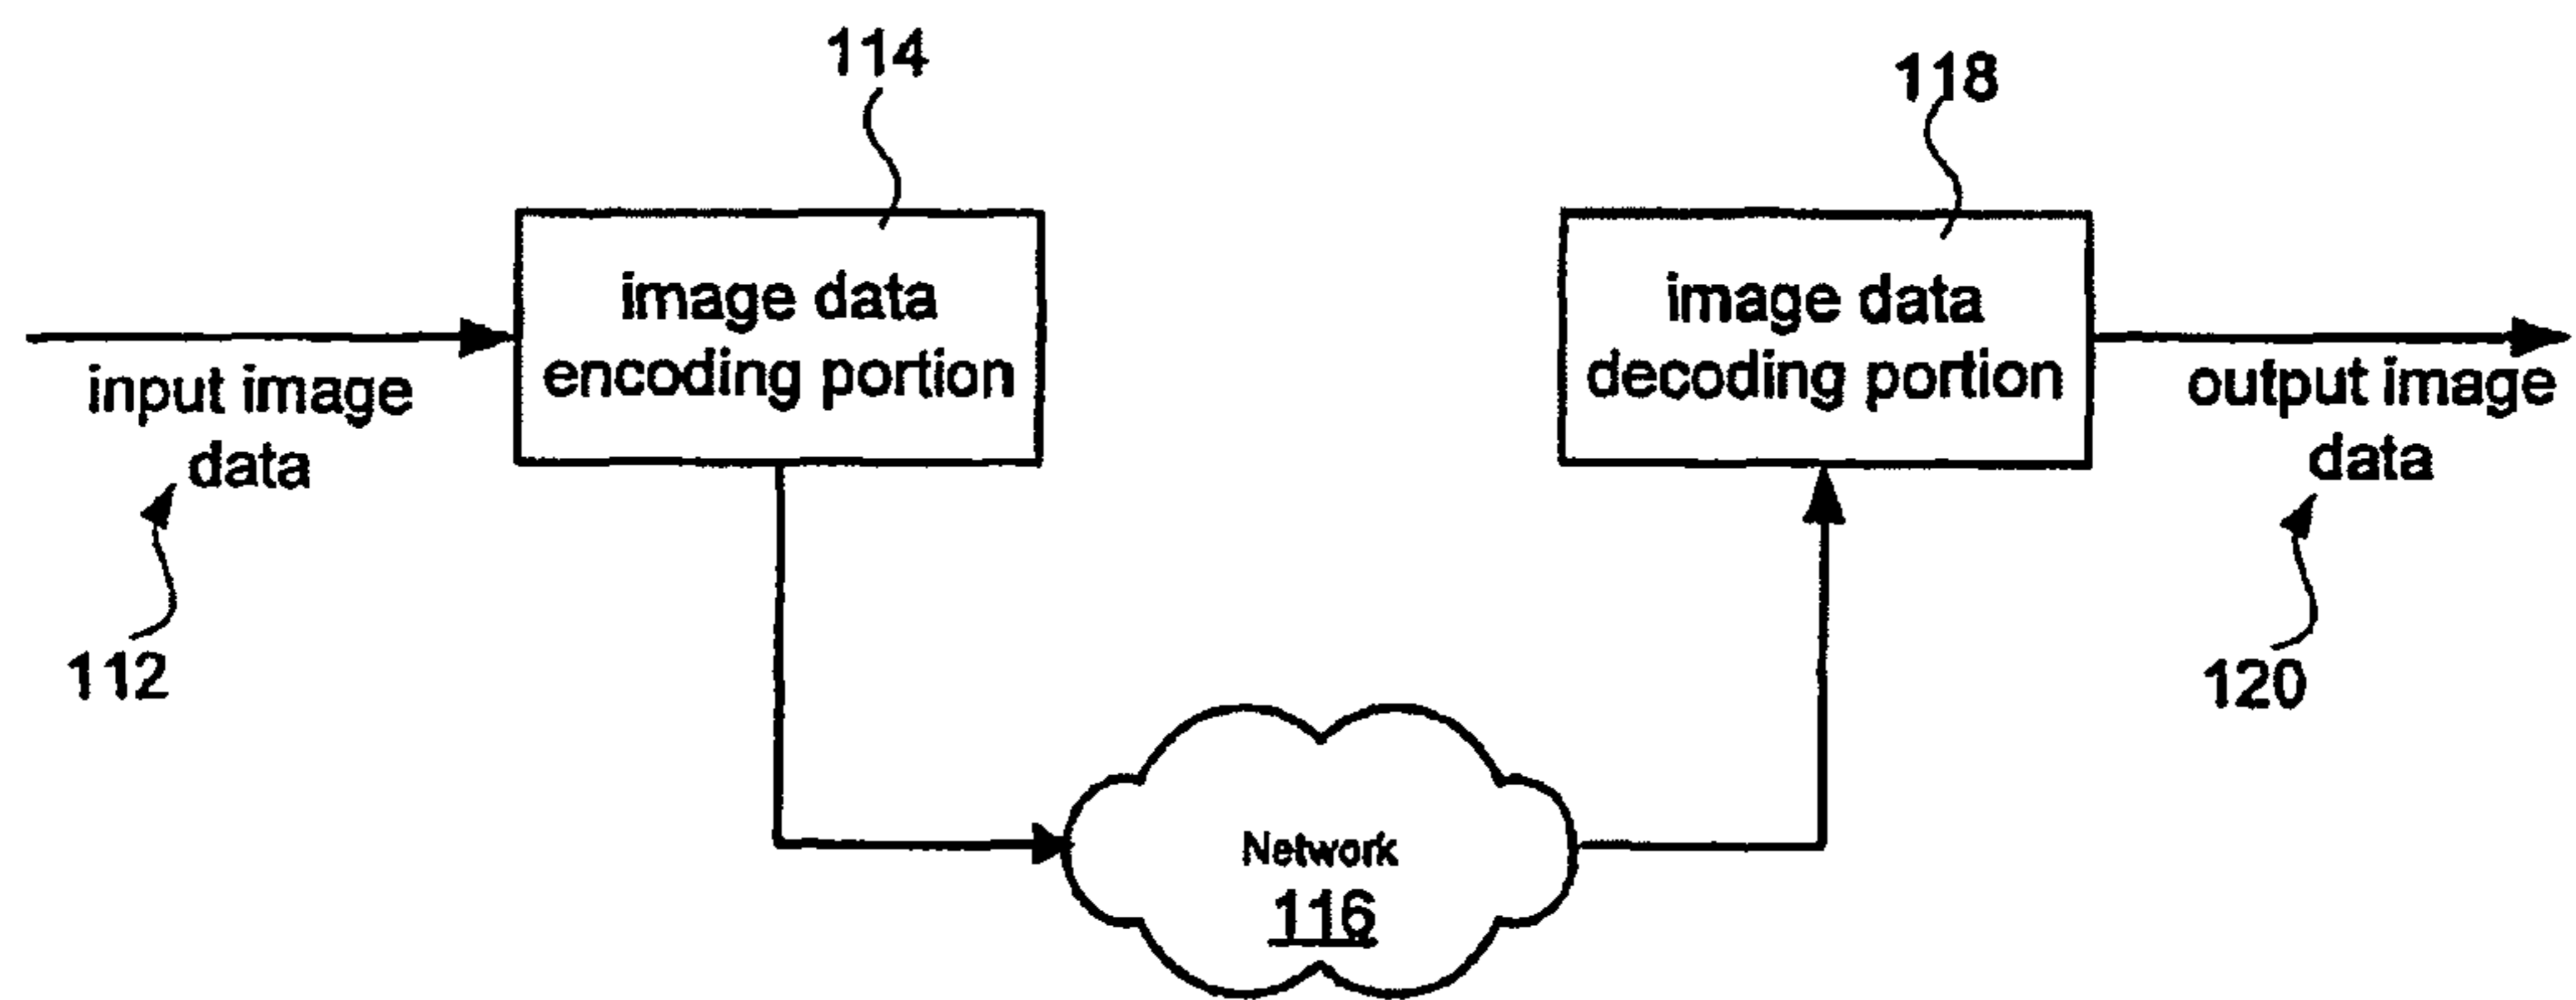 114
118
image data
encoding portion
image data
decoding portion
input image
data
output image
data
112
120
Network
116